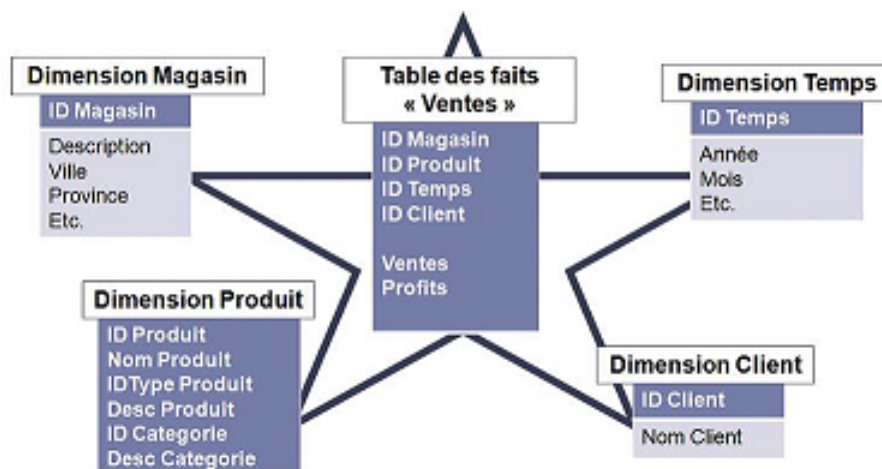 Dimension Magasin
ID Magasin
Description
Ville
Province
Etc.
Table des faits
« Ventes »
ID Magasin
ID Produit
ID Temps
ID Client
Ventes
Profits
Dimension Temps
ID Temps
Année
Mois
Etc.
Dimension Produit
ID Produit
Nom Produit
IDType Produit
Desc Produit
ID Categorie
Desc Categorie
Dimension Client
ID Client
Nom Client